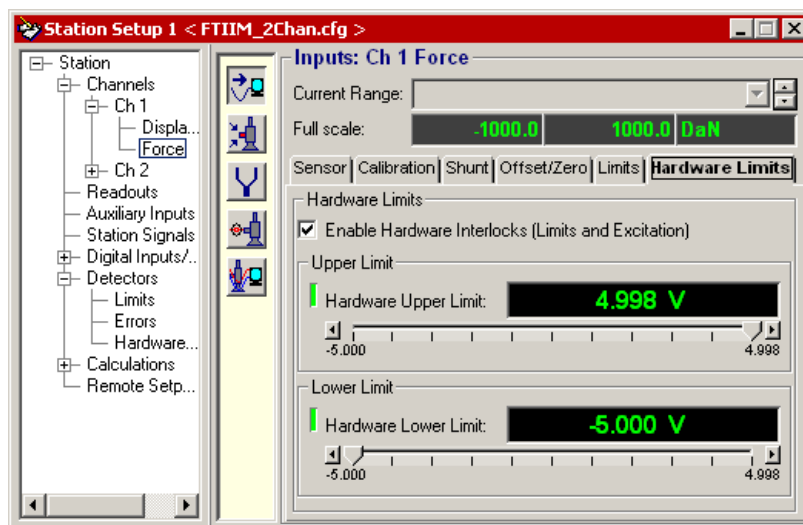 Station Setup 1 < FTIIM_2Chan.cfg >
Station
Channels
Ch 1
Displa...
Force
Ch 2
Readouts
Auxiliary Inputs
Station Signals
Digital Inputs/...
Detectors
Limits
Errors
Hardware...
Calculations
Remote Setp...
Inputs: Ch 1 Force
Current Range:
Full scale: -1000.0 1000.0 DaN
Sensor Calibration Shunt Offset/Zero Limits Hardware Limits
Hardware Limits
Enable Hardware Interlocks (Limits and Excitation)
Upper Limit
Hardware Upper Limit: 4.998 V
-5.000 4.998
Lower Limit
Hardware Lower Limit: -5.000 V
-5.000 4.998